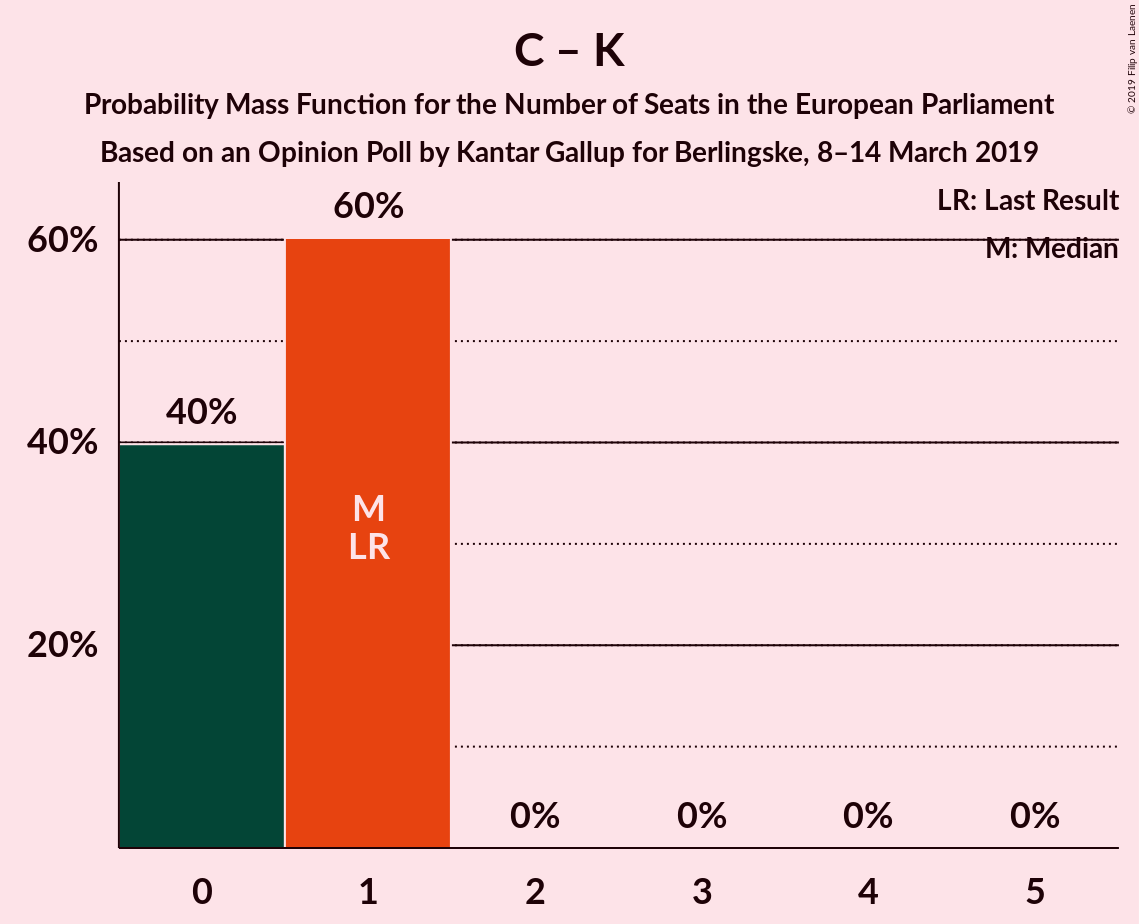 C – K
Probability Mass Function for the Number of Seats in the European Parliament
Based on an Opinion Poll by Kantar Gallup for Berlingske, 8–14 March 2019
© 2019 Filip van Laenen
LR: Last Result
M: Median
60%
40%
20%
40%
60%
M
LR
0%
0%
0%
0%
0
1
2
3
4
5